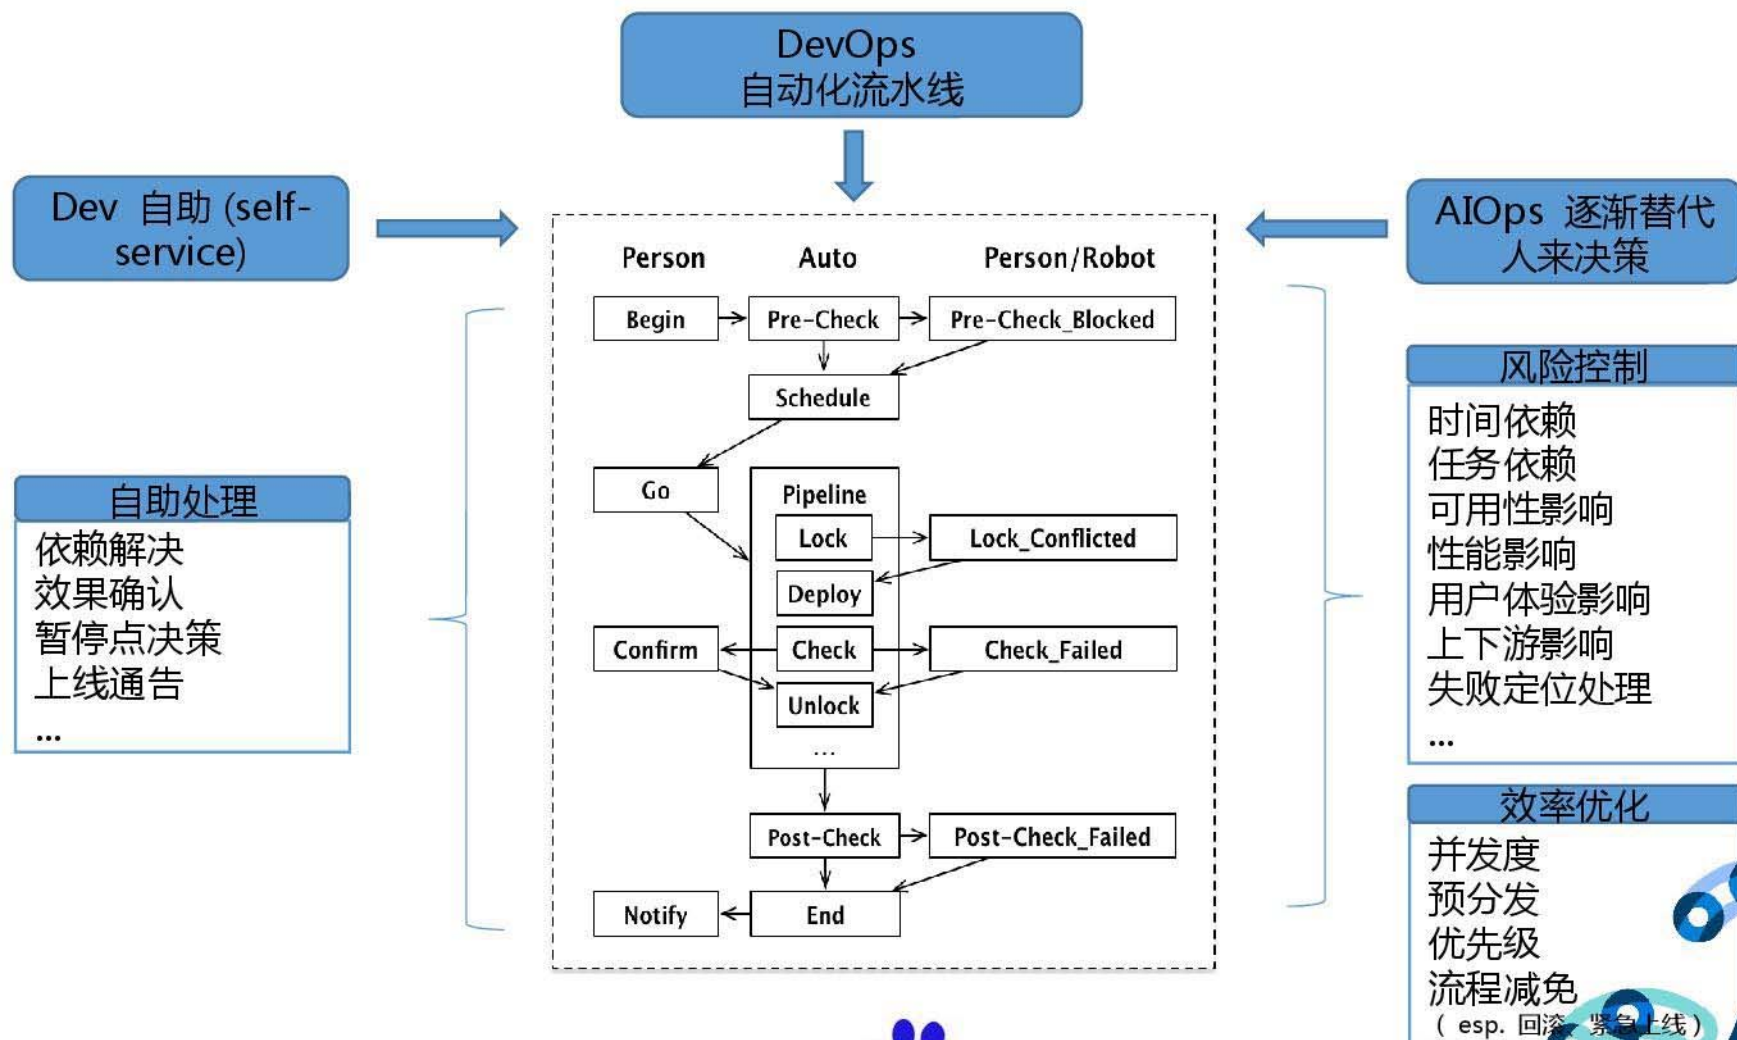 DevOps
自动化流水线
Dev 自助 (self-
service)
AIOps 逐渐替代
人来决策
Person Auto Person/Robot
Begin Pre-Check Pre-Check_Blocked
Schedule
Go
Pipeline
Lock Lock_Conflicted
Deploy
Confirm Check Check_Failed
Unlock
...
Post-Check Post-Check_Failed
Notify End
自助处理
依赖解决
效果确认
暂停点决策
上线通告
...
风险控制
时间依赖
任务依赖
可用性影响
性能影响
用户体验影响
上下游影响
失败定位处理
...
效率优化
并发度
预分发
优先级
流程减免
( esp. 回滚、紧急上线 )